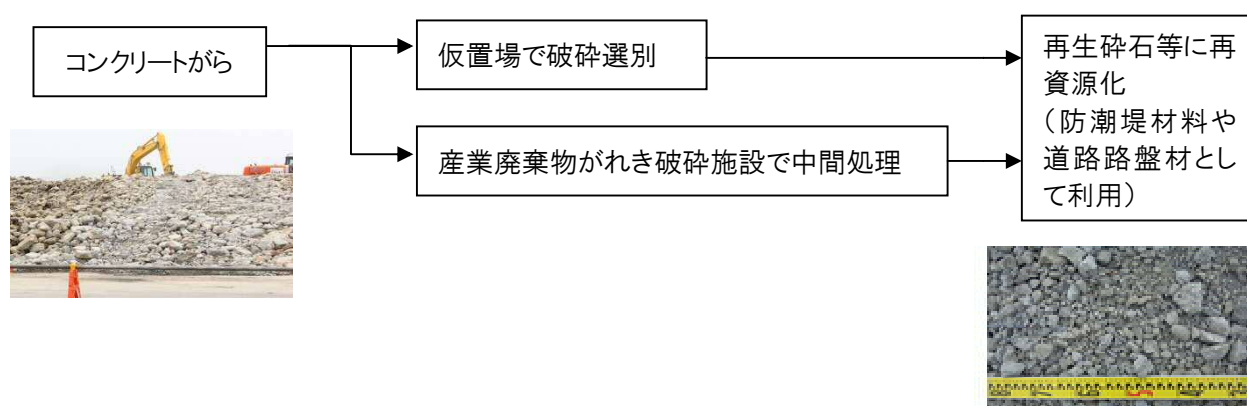 コンクリートがら
仮置場で破砕選別
産業廃棄物がれき破砕施設で中間処理
再生砕石等に再
資源化
（防潮堤材料や
道路路盤材とし
て利用）